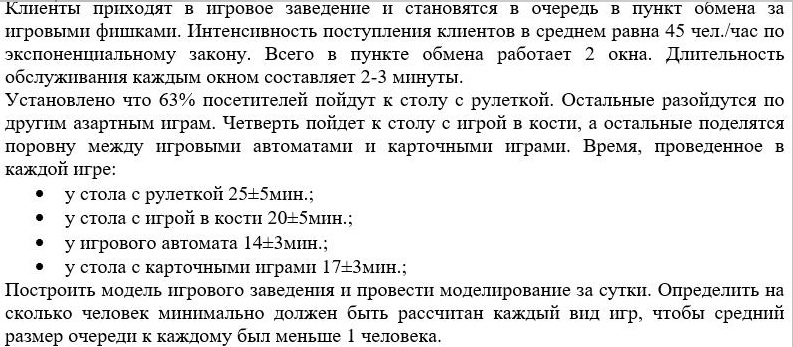 Клиенты приходят в игровое заведение и становятся в очередь в пункт обмена за
игровыми фишками. Интенсивность поступления клиентов в среднем равна 45 чел./час по
экспоненциальному закону. Всего в пункте обмена работает 2 окна. Длительность
обслуживания каждым окном составляет 2-3 минуты.
Установлено что 63% посетителей пойдут к столу с рулеткой. Остальные разойдутся по
другим азартным играм. Четверть пойдет к столу с игрой в кости, а остальные поделятся
поровну между игровыми автоматами и карточными играми. Время, проведенное в
каждой игре:
• у стола с рулеткой 25±5мин.;
• у стола с игрой в кости 20±5мин.;
• у игрового автомата 14±3мин.;
• у стола с карточными играми 17±3мин.;
Построить модель игрового заведения и провести моделирование за сутки. Определить на
сколько человек минимально должен быть рассчитан каждый вид игр, чтобы средний
размер очереди к каждому был меньше 1 человека.